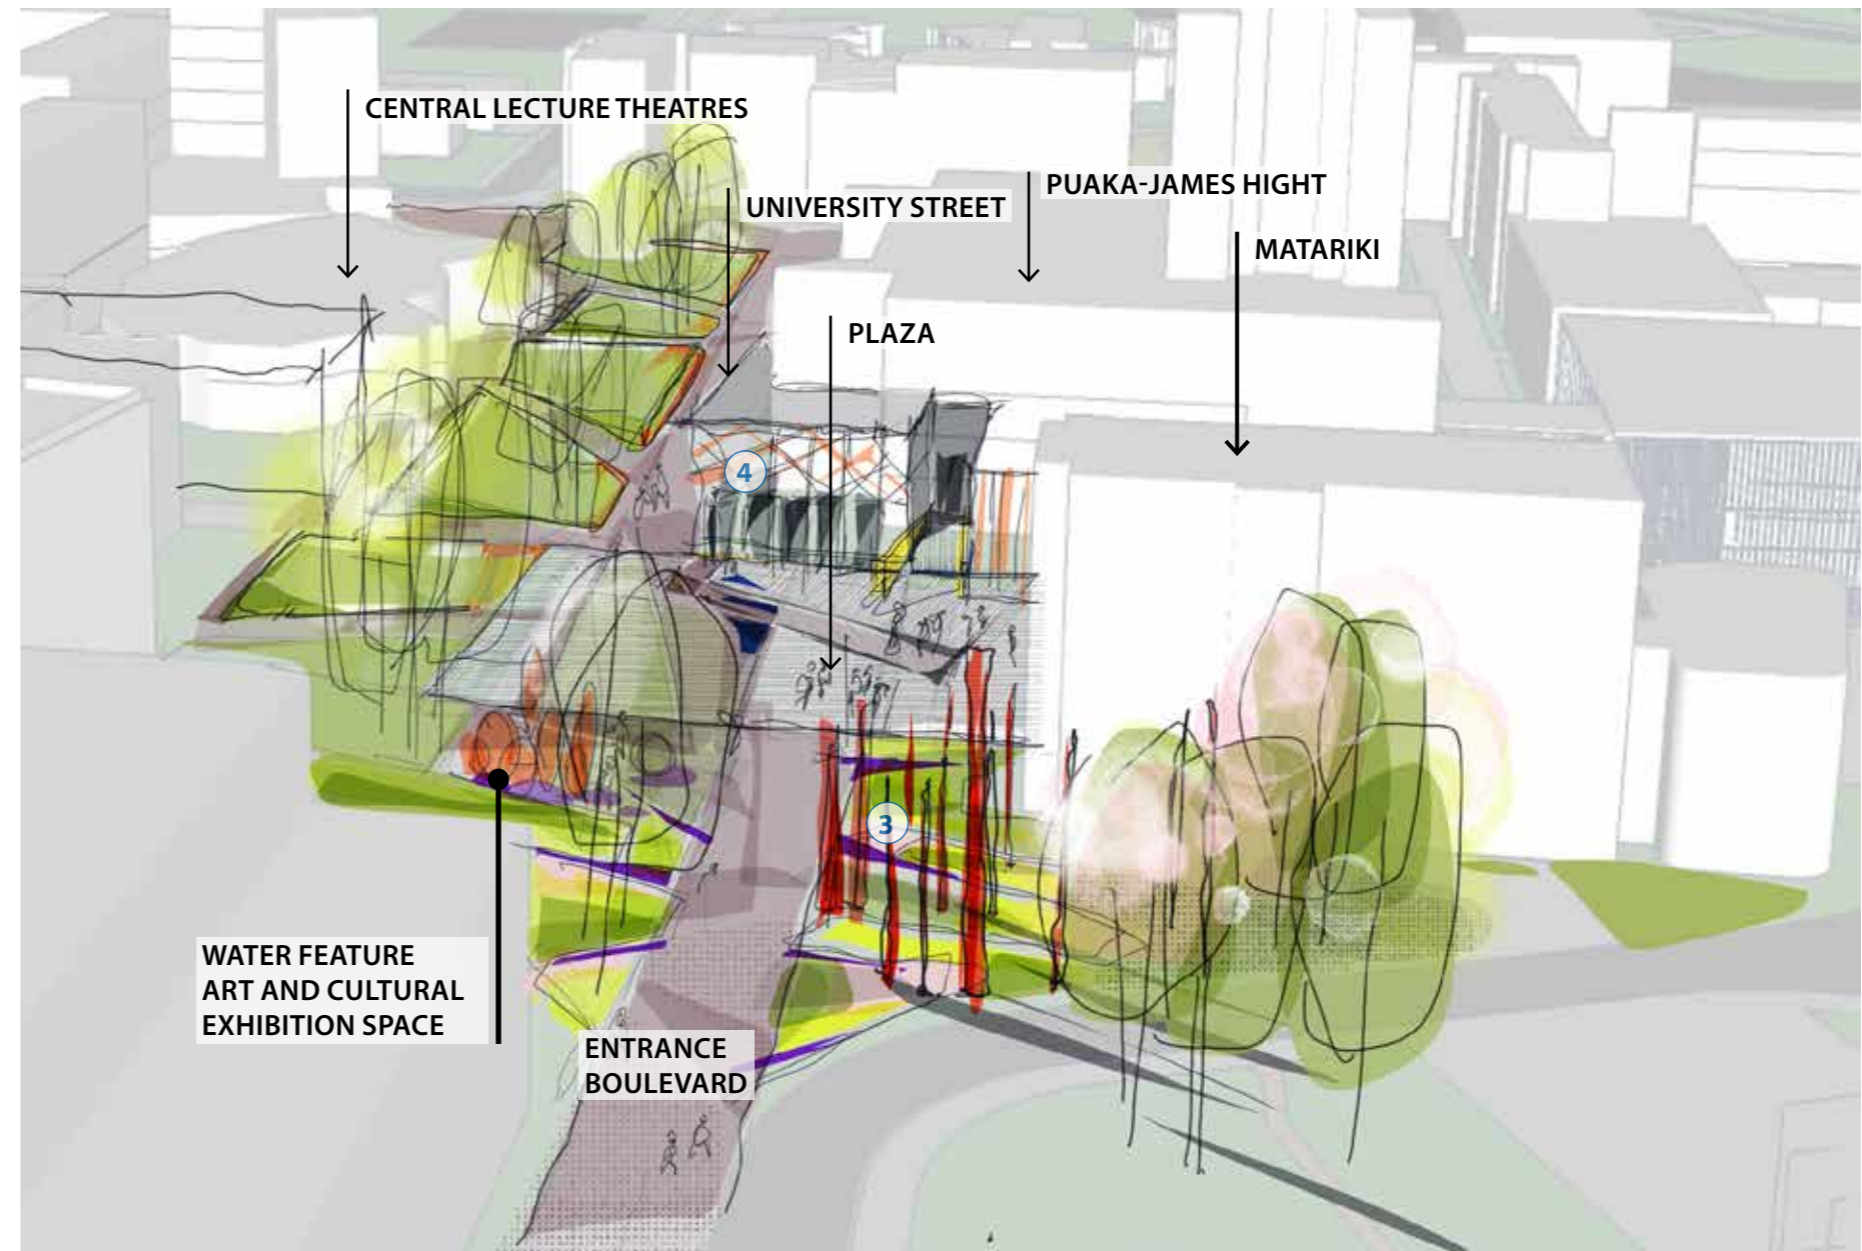 CENTRAL LECTURE THEATRES
PUAKA-JAMES HIGHT
UNIVERSITY STREET
MATARIKI
PLAZA
4
3
WATER FEATURE
ART AND CULTURAL
EXHIBITION SPACE
ENTRANCE
BOULEVARD